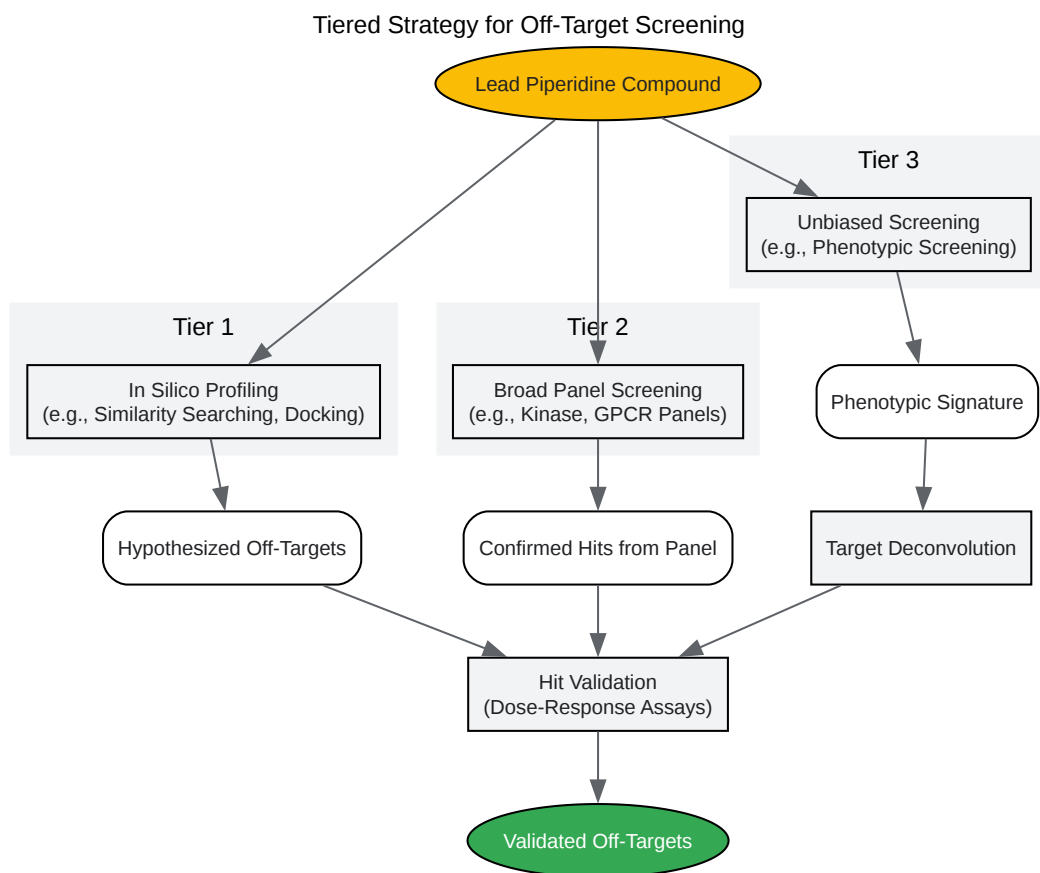 Tiered Strategy for Off-Target Screening
Lead Piperidine Compound
Tier 3
Unbiased Screening
(e.g., Phenotypic Screening)
Tier 1
Tier 2
In Silico Profiling
(e.g., Similarity Searching, Docking)
Broad Panel Screening
(e.g., Kinase, GPCR Panels)
Phenotypic Signature
Hypothesized Off-Targets
Confirmed Hits from Panel
Target Deconvolution
Hit Validation
(Dose-Response Assays)
Validated Off-Targets